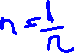 n = 1/n